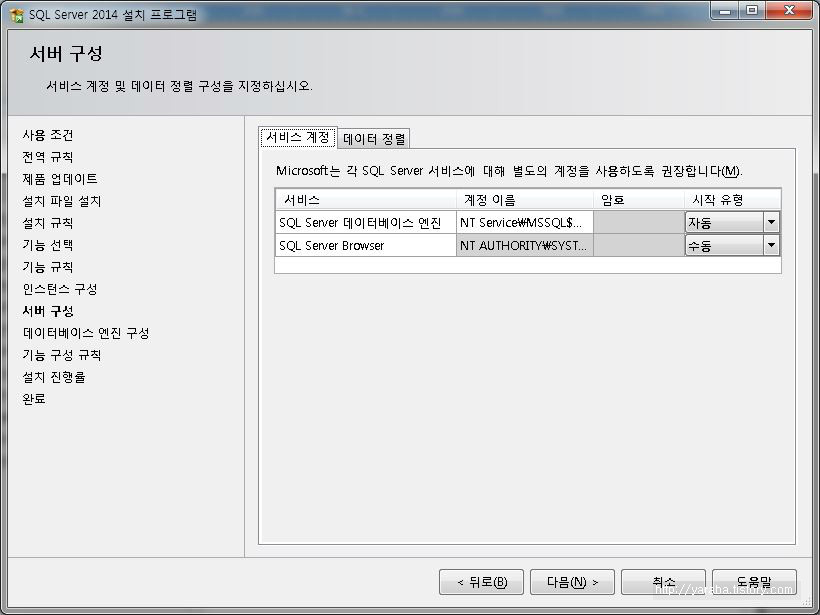 SQL Server 2014 설치 프로그램
서버 구성
서비스 계정 및 데이터 정렬 구성을 지정하십시오.
사용 조건
전역 규칙
제품 업데이트
설치 파일 설치
설치 규칙
기능 선택
기능 규칙
인스턴스 구성
서버 구성
데이터베이스 엔진 구성
기능 구성 규칙
설치 진행률
완료
서비스 계정 데이터 정렬
Microsoft는 각 SQL Server 서비스에 대해 별도의 계정을 사용하도록 권장합니다(M).
서비스 계정 이름 암호 시작 유형
SQL Server 데이터베이스 엔진 NT Service₩MSSQL$... 자동
SQL Server Browser NT AUTHORITY₩SYST... 수동
< 뒤로(B) 다음(N) > 취소 도움말
http://yaraba.tistory.com